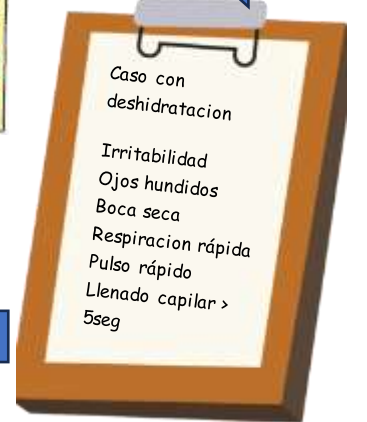 Caso con
deshidratacion
Irritabilidad
Ojos hundidos
Boca seca
Respiracion rápida
Pulso rápido
Llenado capilar >
5seg